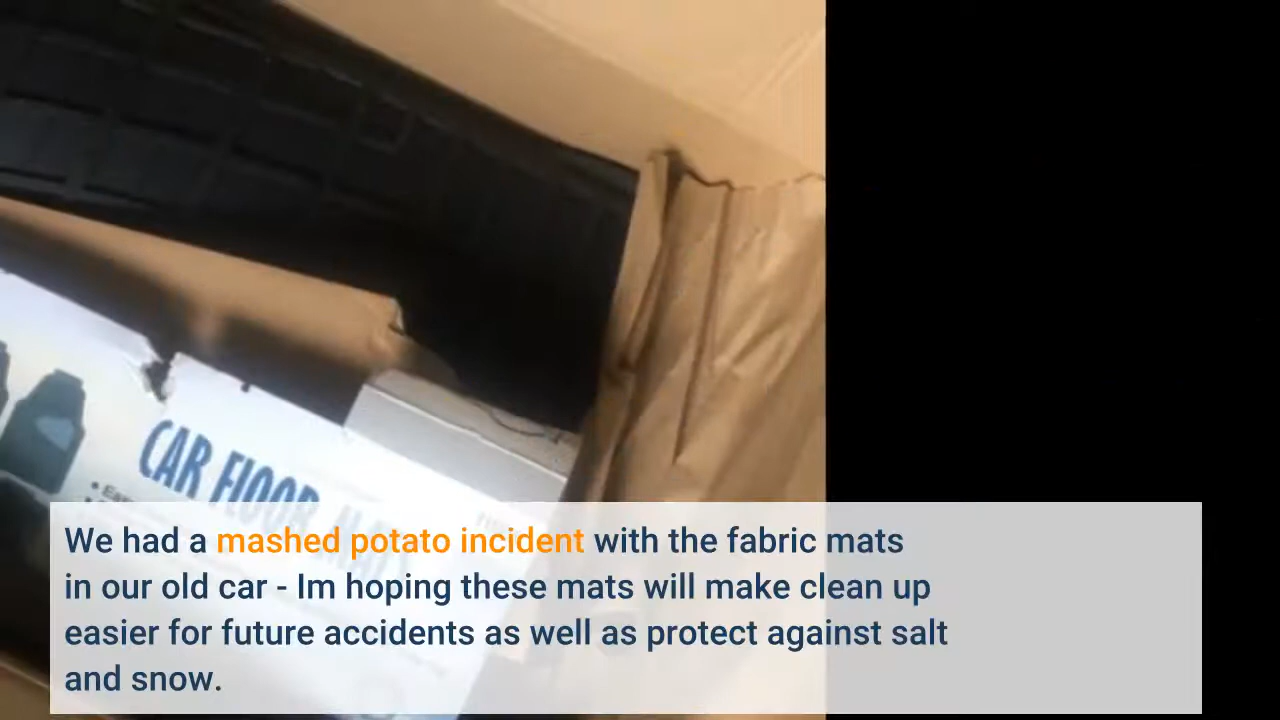 CAR FLOOR MATS
We had a mashed potato incident with the fabric mats
in our old car - Im hoping these mats will make clean up
easier for future accidents as well as protect against salt
and snow.